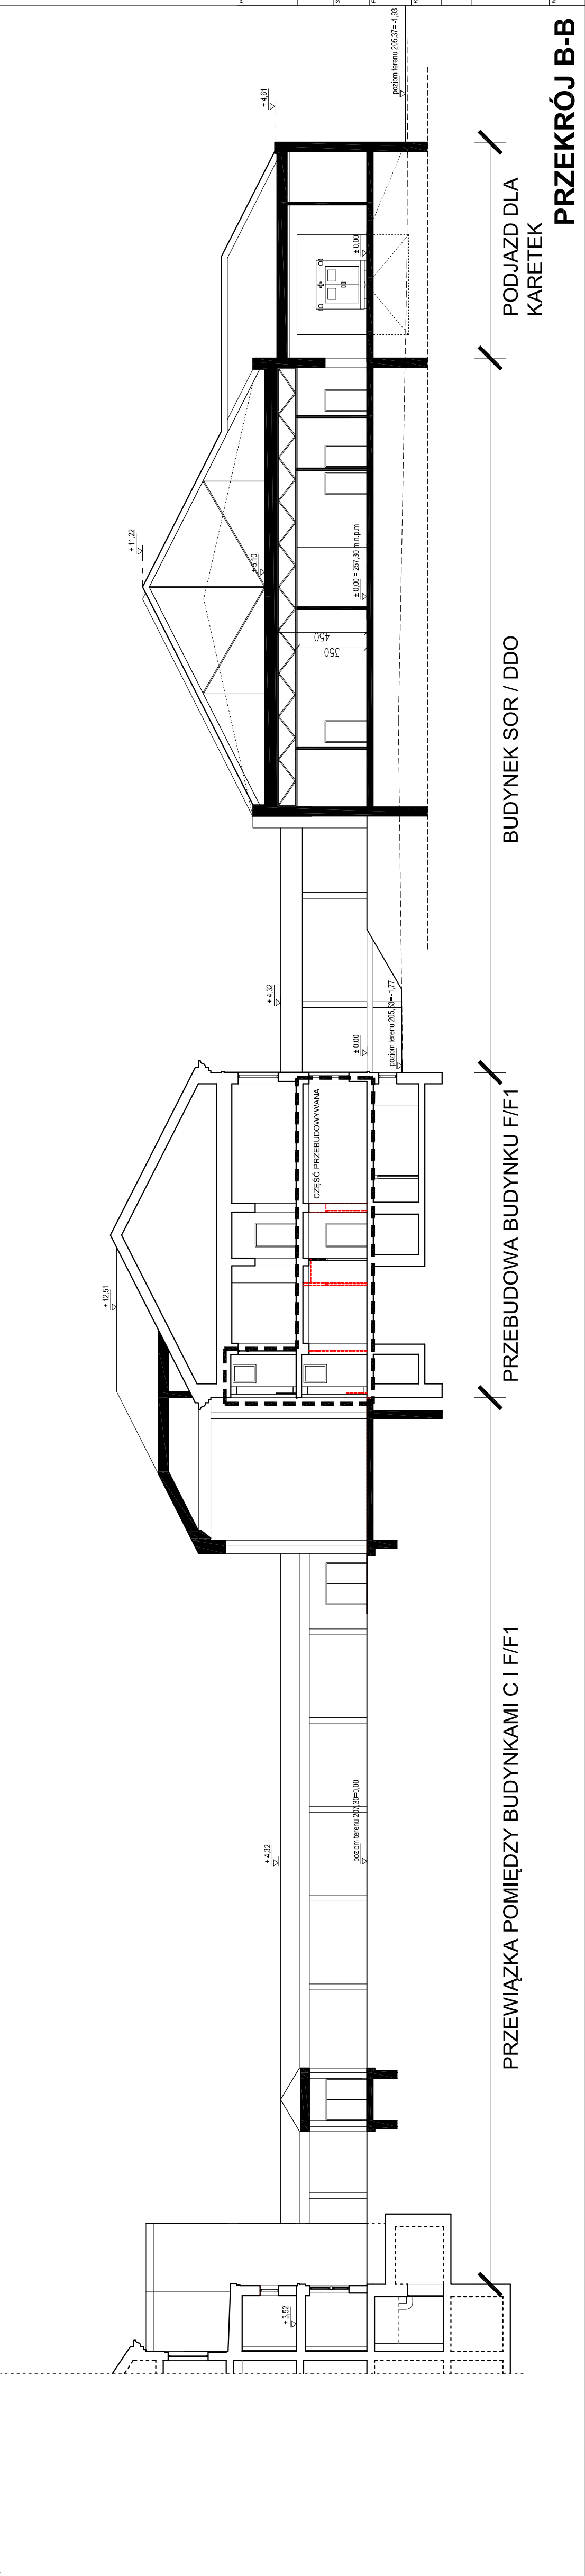 PRZEKRÓJ B-B
PRZEWIĄZKA POMIĘDZY BUDYNKAMI C I F/F1
PRZEBUDOWA BUDYNKU F/F1
BUDYNEK SOR / DDO
PODJAZD DLA
KARETEK
+ 3,52
+ 4,32
poziom terenu 207,30=0,00
+ 12,51
CZĘŚĆ PRZEBUDOWYWANA
+ 4,32
± 0,00
poziom terenu 205,53=-1,77
+ 11,22
+ 5,10
350
450
± 0,00 = 257,30 m n.p.m
+ 4,61
± 0,00
poziom terenu 205,37= -1,93